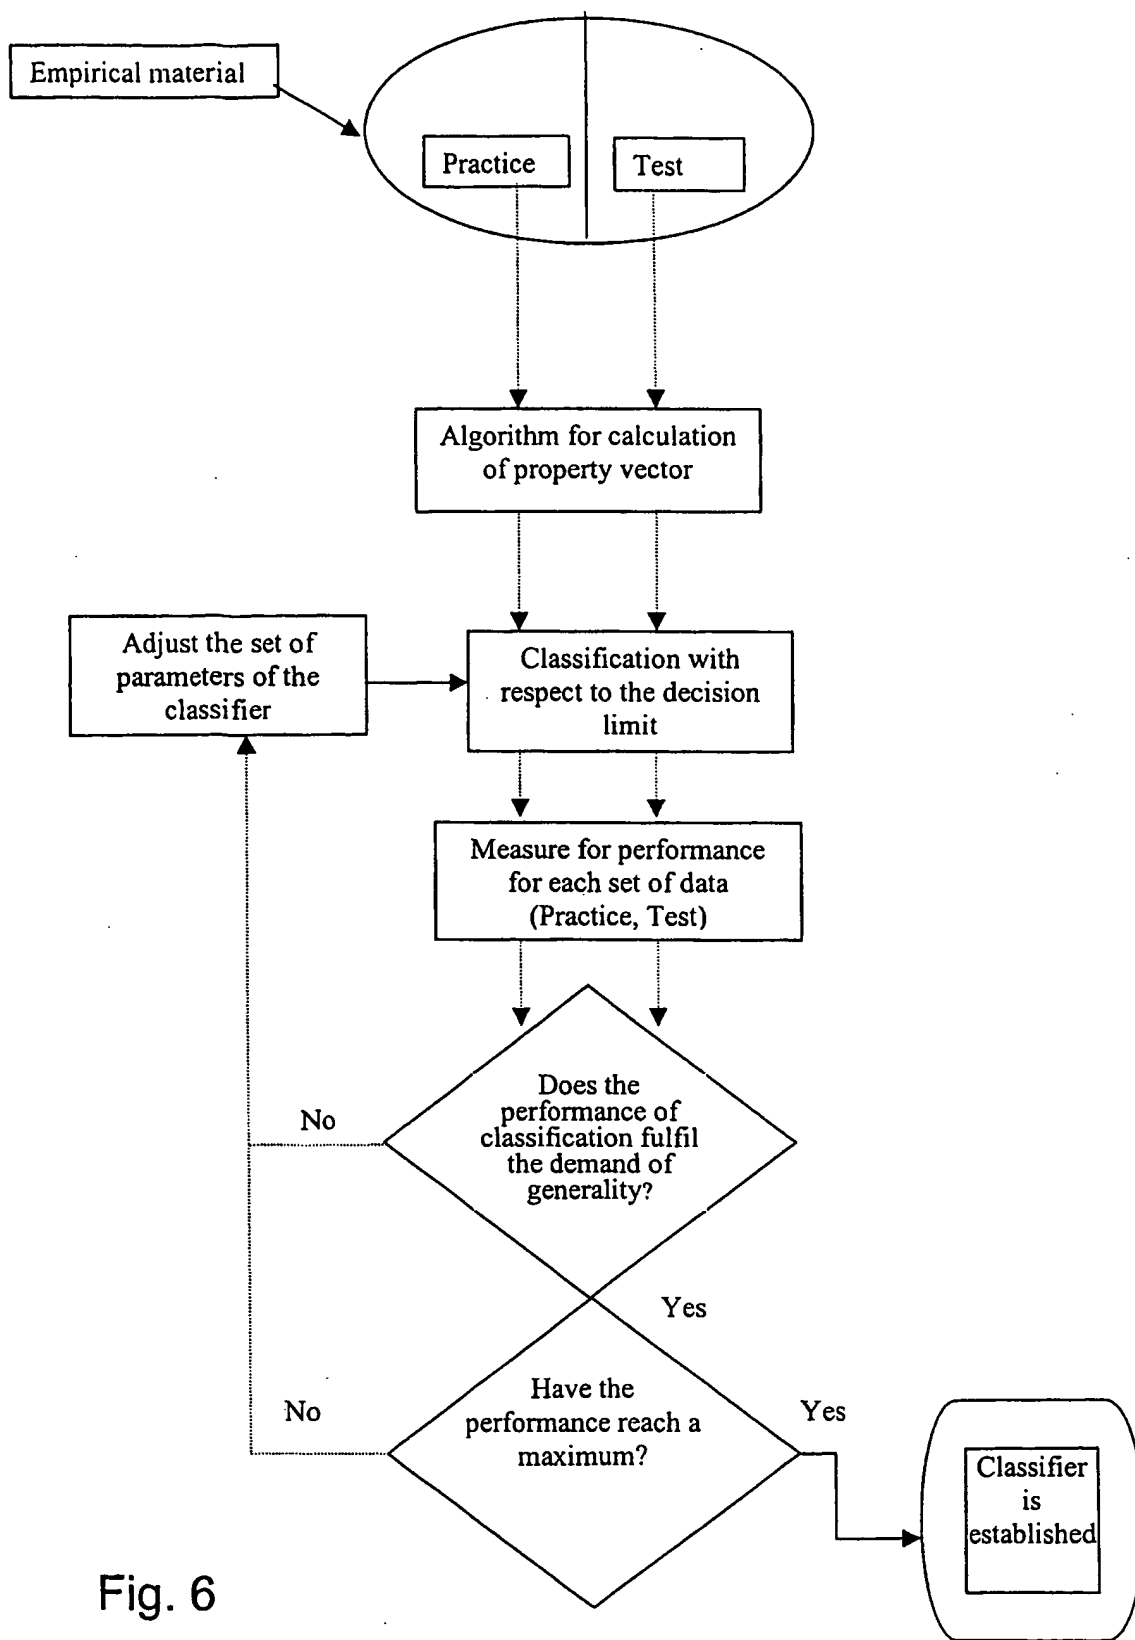 Empirical material
Practice
Test
Algorithm for calculation
of property vector
Adjust the set of
parameters of the
classifier
Classification with
respect to the decision
limit
Measure for performance
for each set of data
(Practice, Test)
Does the
performance of
classification fulfil
the demand of
generality?
No
Yes
Have the
performance reach a
maximum?
No
Yes
Classifier
is
established
Fig. 6